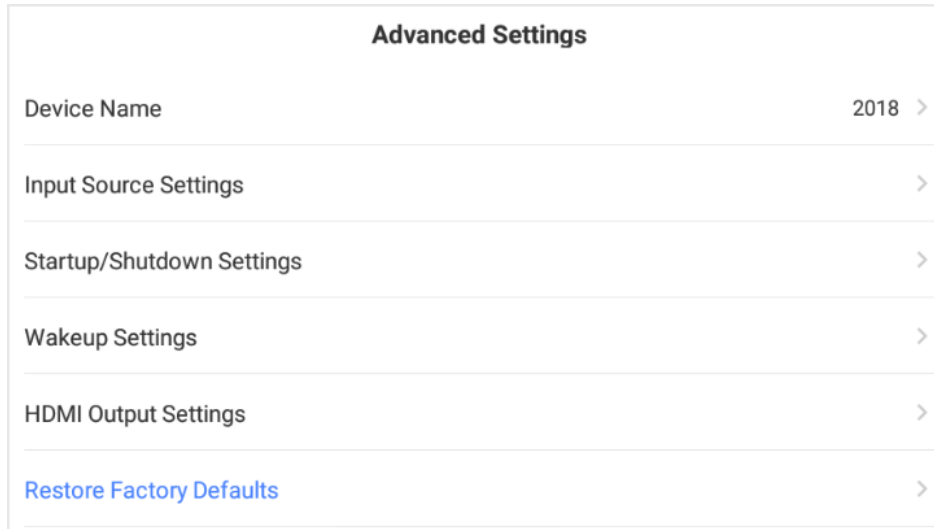 Advanced Settings
Device Name 2018
Input Source Settings
Startup/Shutdown Settings
Wakeup Settings
HDMI Output Settings
Restore Factory Defaults